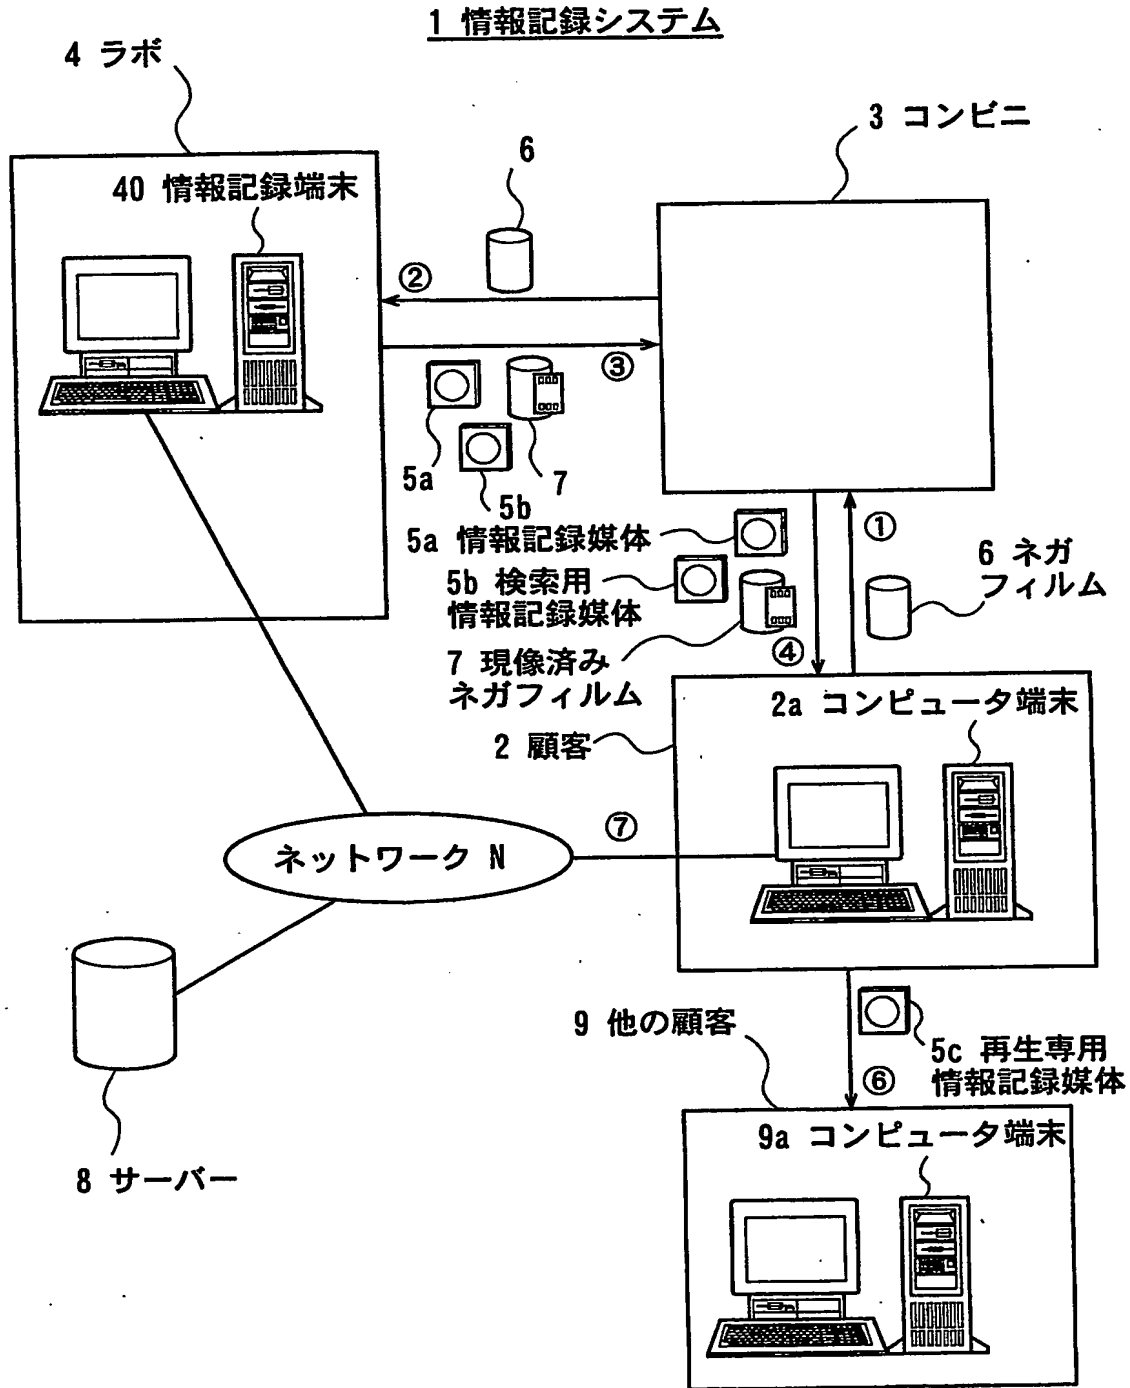 1 情報記録システム
4 ラボ
3 コンビニ
6
40 情報記録端末
②
③
5a
7
5b
5a 情報記録媒体
①
6 ネガ
フィルム
5b 検索用
情報記録媒体
④
7 現像済み
ネガフィルム
2a コンピュータ端末
2 顧客
⑦
ネットワーク N
9 他の顧客
5c 再生専用
情報記録媒体
⑥
9a コンピュータ端末
8 サーバー